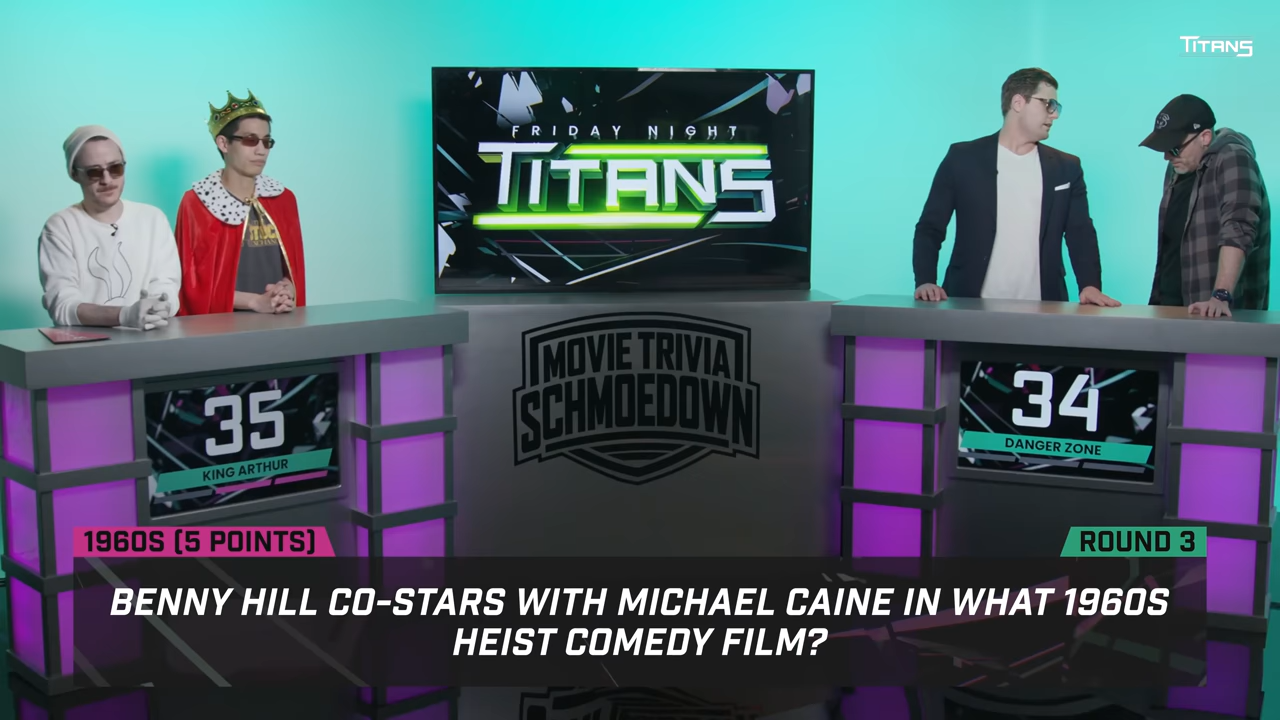 TITANS
FRIDAY NIGHT
TITANS
MOVIE TRIVIA
SCHMOEDOWN
35
KING ARTHUR
34
DANGER ZONE
1960S (5 POINTS)
ROUND 3
BENNY HILL CO-STARS WITH MICHAEL CAINE IN WHAT 1960S
HEIST COMEDY FILM?